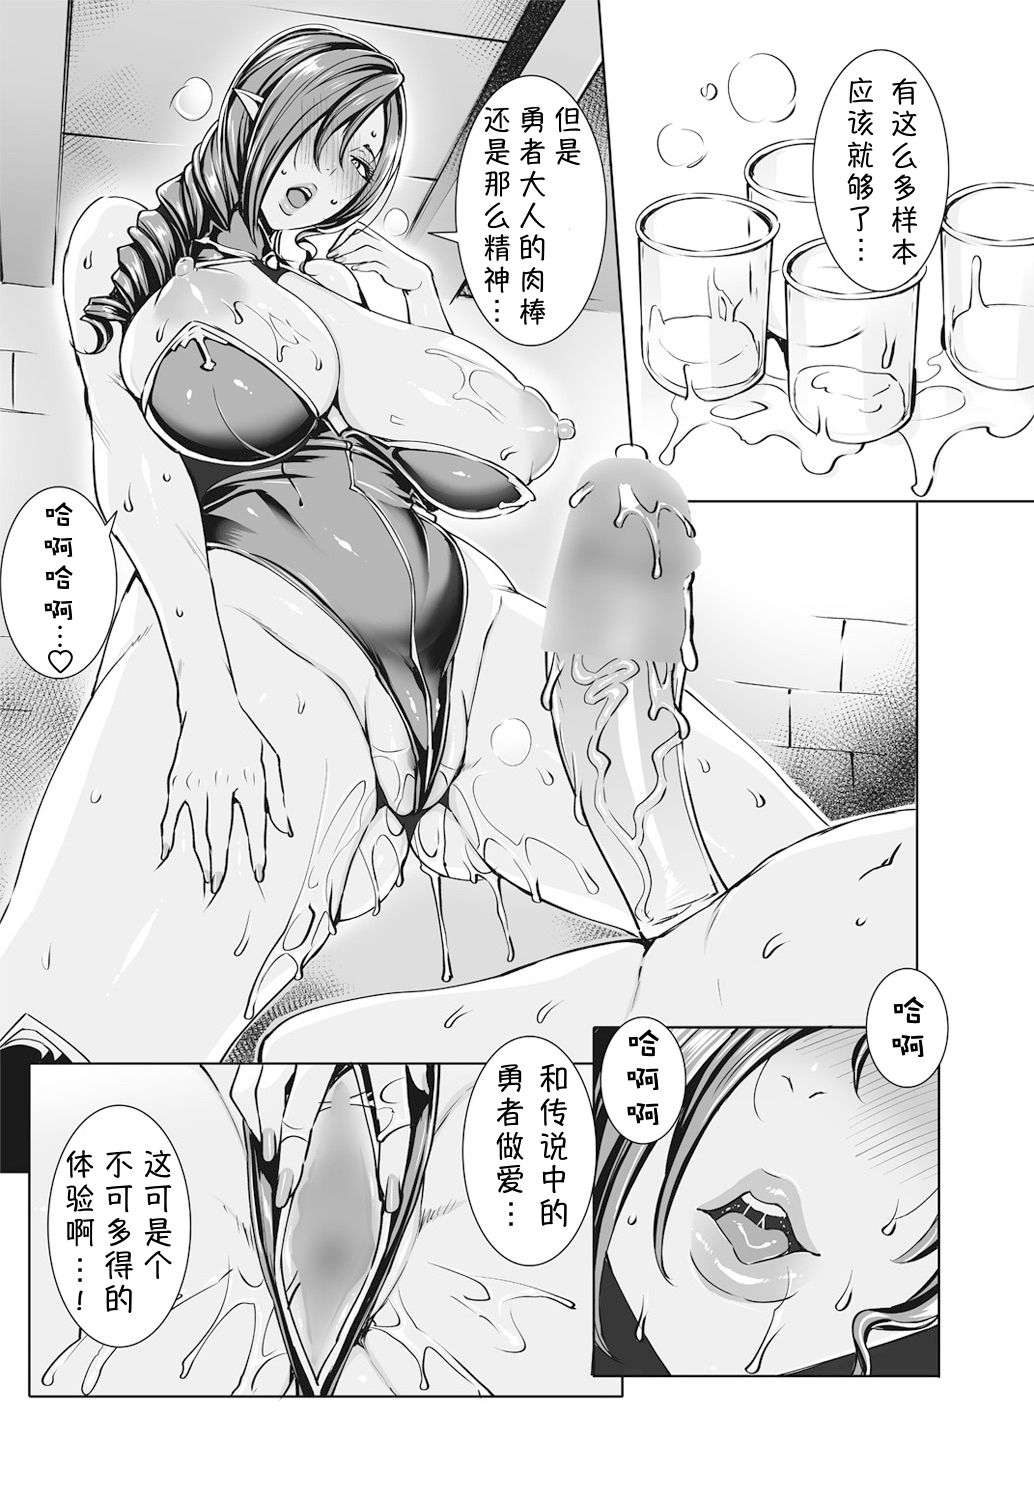 有这么多样本
应该就够了…
但是
勇者大人的肉棒
还是那么精神…
哈啊哈啊…♡
哈啊
哈啊啊
和传说中的
勇者做爱…
这可是个
不可多得的
体验啊…!